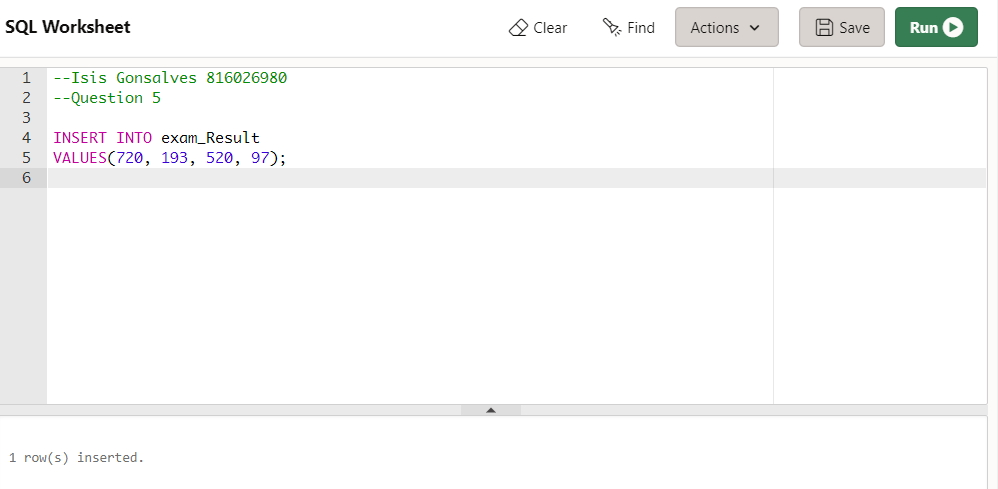 SQL Worksheet
Clear
Find
Actions
Save
Run
1 --Isis Gonsalves 816026980
2 --Question 5
3
4 INSERT INTO exam_Result
5 VALUES(720, 193, 520, 97);
6
1 row(s) inserted.